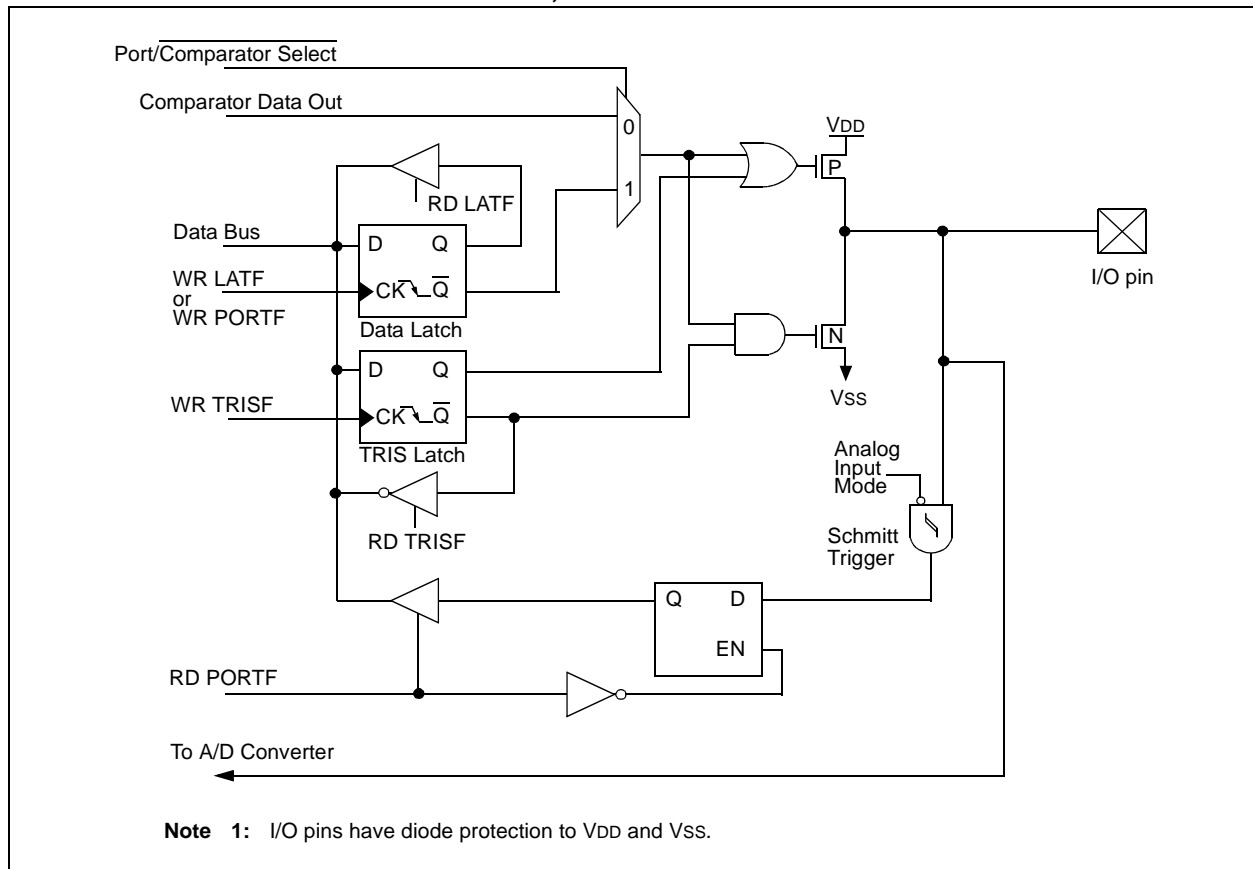 Port/Comparator Select
Comparator Data Out
0
1
VDD
P
RD LATF
Data Bus
D Q
WR LATF
or
WR PORTF
CK Q
Data Latch
I/O pin
N
VSS
D Q
WR TRISF
CK Q
TRIS Latch
Analog
Input
Mode
RD TRISF
Schmitt
Trigger
Q D
EN
RD PORTF
To A/D Converter
Note 1: I/O pins have diode protection to VDD and VSS.